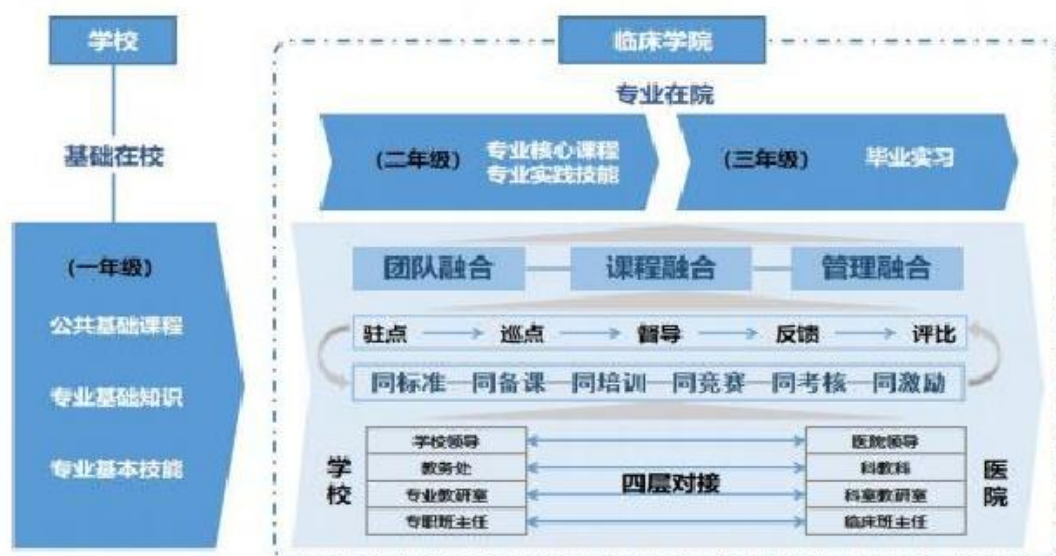 学校
基础在校
(一年级)
公共基础课程
专业基础知识
专业基本技能
临床学院
专业在院
(二年级) 专业核心课程
专业实践技能
(三年级) 毕业实习
团队融合 课程融合 管理融合
驻点 巡点 督导 反馈 评比
同标准 同备课 同培训 同竞赛 同考核 同激励
学校
学校领导 医院领导
教务处 科教科
四层对接
专业教研室 科室教研室
专职班主任 临床班主任
医院